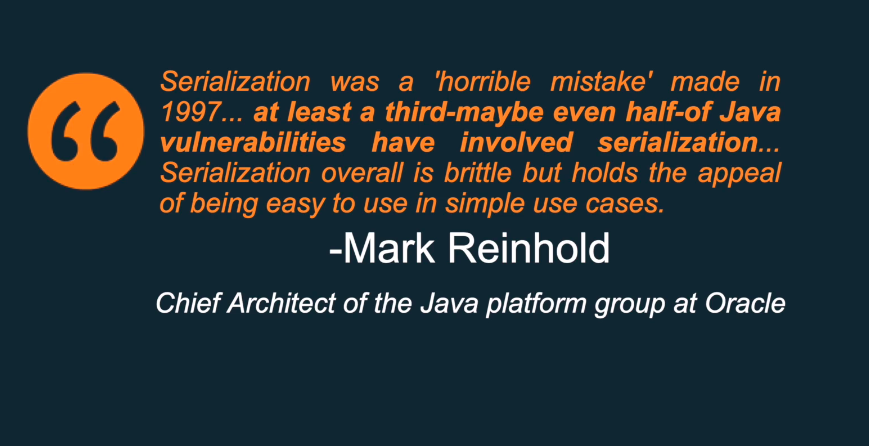 Serialization was a 'horrible mistake' made in
1997... at least a third-maybe even half-of Java
vulnerabilities have involved serialization...
Serialization overall is brittle but holds the appeal
of being easy to use in simple use cases.
-Mark Reinhold
Chief Architect of the Java platform group at Oracle